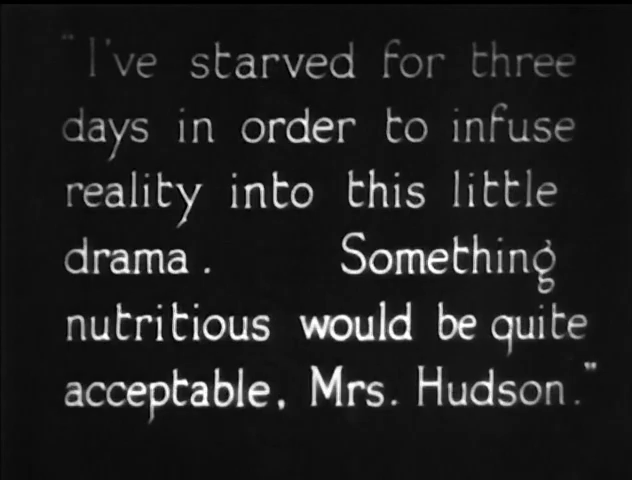 "I've starved for three
days in order to infuse
reality into this little
drama. Something
nutritious would be quite
acceptable, Mrs. Hudson."